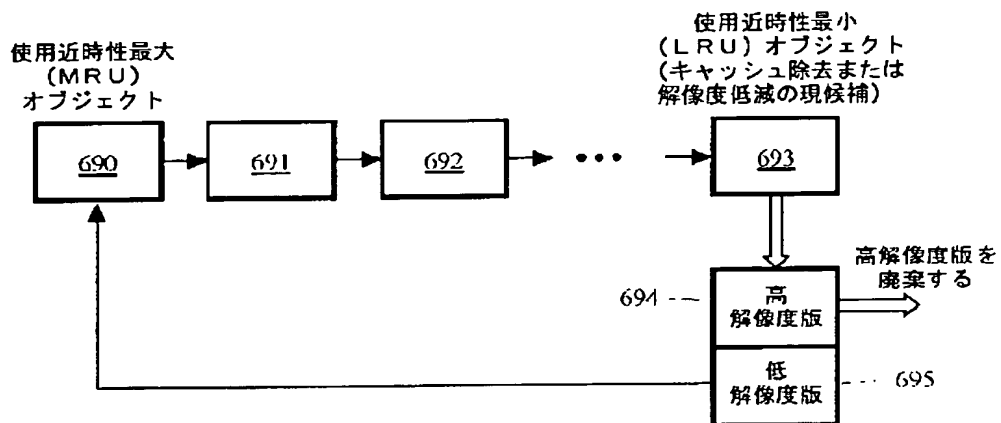 使用近時性最大
(MRU)
オブジェクト
使用近時性最小
(LRU) オブジェクト
(キャッシュ除去または
解像度低減の現候補)
690
691
692
•••
693
高解像度版を
廃棄する
694
高
解像度版
低
解像度版
695